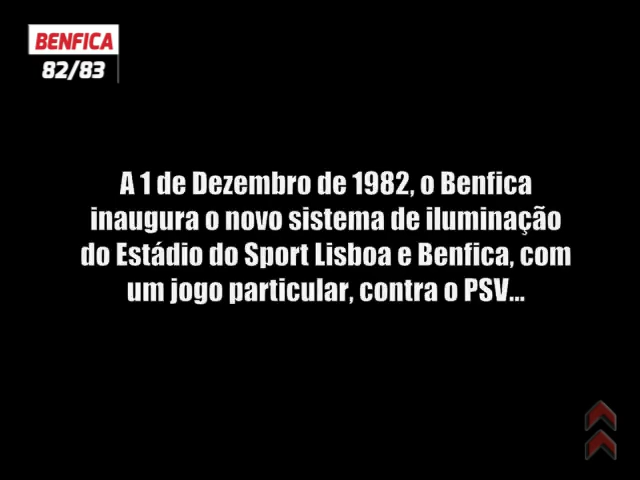 BENFICA
82/83
A 1 de Dezembro de 1982, o Benfica
inaugura o novo sistema de iluminação
do Estádio do Sport Lisboa e Benfica, com
um jogo particular, contra o PSV...